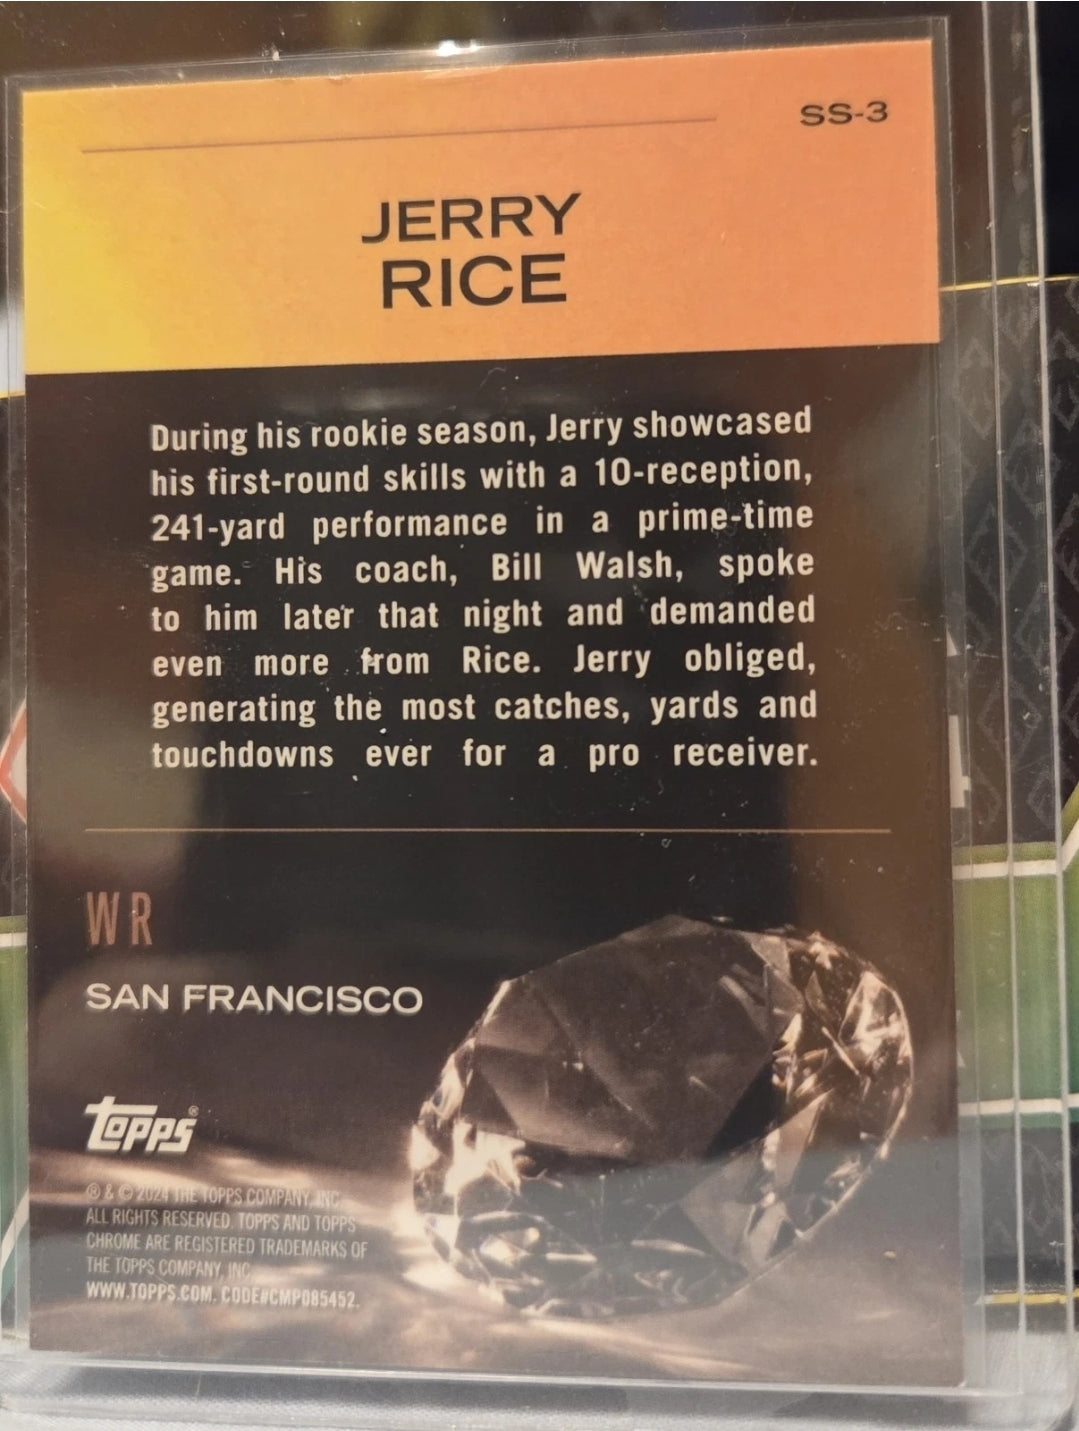 SS-3
JERRY
RICE
During his rookie season, Jerry showcased
his first-round skills with a 10-reception,
241-yard performance in a prime-time
game. His coach, Bill Walsh, spoke
to him later that night and demanded
even more from Rice. Jerry obliged,
generating the most catches, yards and
touchdowns ever for a pro receiver.
WR
SAN FRANCISCO
topps®
® & © 2024 THE TOPPS COMPANY, INC.
ALL RIGHTS RESERVED. TOPPS AND TOPPS
CHROME ARE REGISTERED TRADEMARKS OF
THE TOPPS COMPANY, INC.
WWW.TOPPS.COM. CODE#CMP085452.